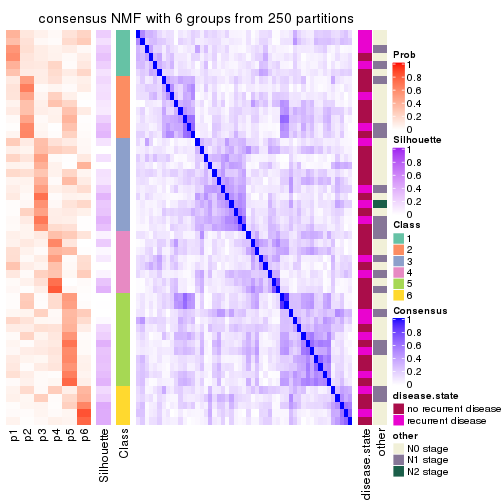 consensus NMF with 6 groups from 250 partitions
Prob
1
0.8
0.6
0.4
0.2
0
Silhouette
1
0.8
0.6
0.4
0.2
0
Class
1
2
3
4
5
6
Consensus
1
0.8
0.6
0.4
0.2
0
disease.state
no recurrent disease
recurrent disease
other
N0 stage
N1 stage
N2 stage
p1
p2
p3
p4
p5
p6
Silhouette
Class
disease.state
other